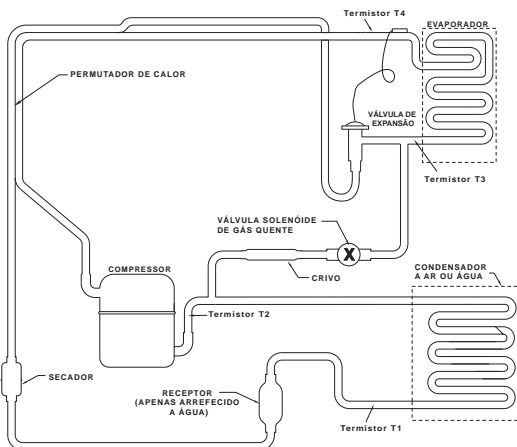 Termistor T4
EVAPORADOR
PERMUTADOR DE CALOR
VÁLVULA DE
EXPANSÃO
Termistor T3
VÁLVULA SOLENÓIDE
DE GÁS QUENTE
X
CRIVO
COMPRESSOR
CONDENSADOR
A AR OU ÁGUA
Termistor T2
SECADOR
RECEPTOR
(APENAS ARREFECIDO
A ÁGUA)
Termistor T1